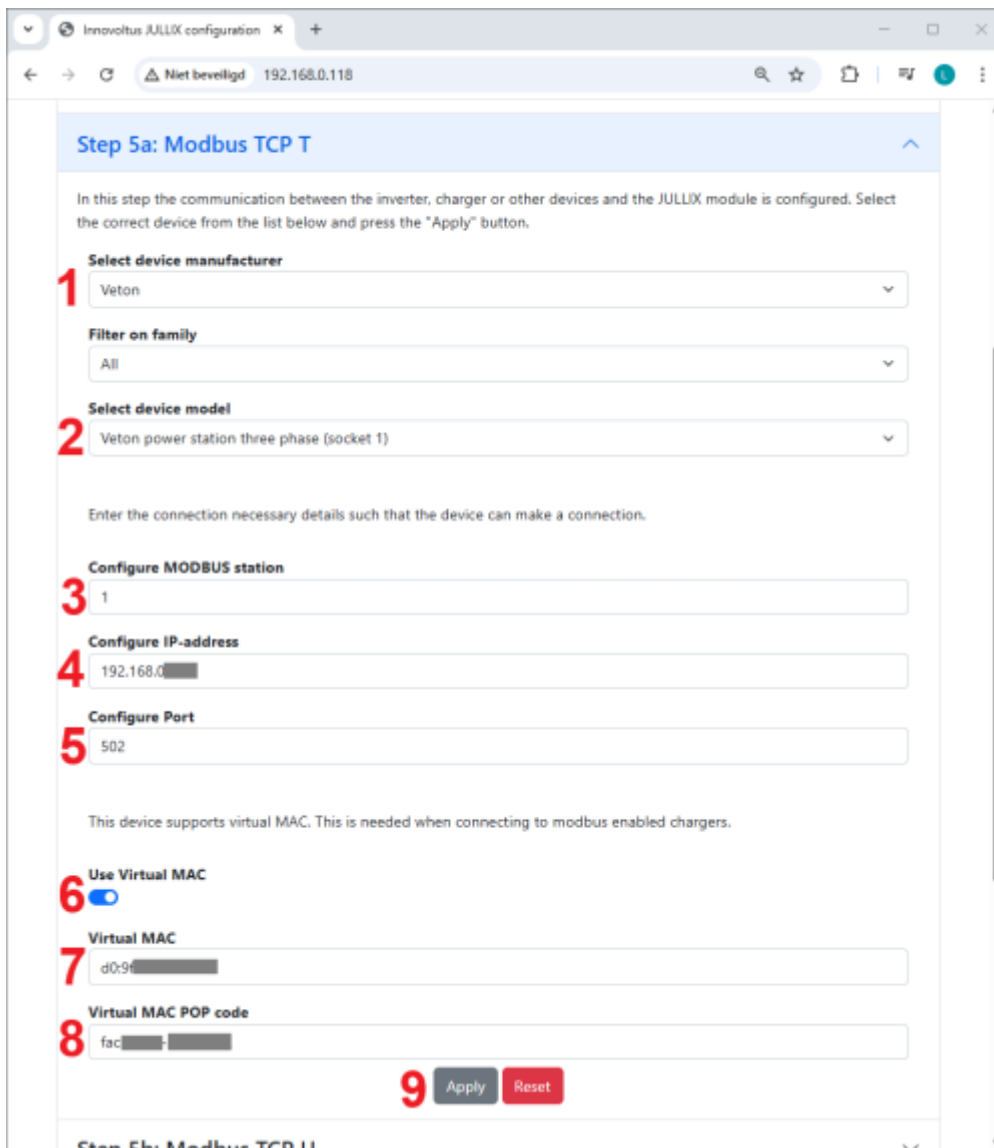 Innovoltus JULLIX configuration
Niet beveiligd 192.168.0.118
L
Step 5a: Modbus TCP T
In this step the communication between the inverter, charger or other devices and the JULLIX module is configured. Select
the correct device from the list below and press the "Apply" button.
Select device manufacturer
1 Veton
Filter on family
All
Select device model
2 Veton power station three phase (socket 1)
Enter the connection necessary details such that the device can make a connection.
Configure MODBUS station
3 1
Configure IP-address
4 192.168.0
Configure Port
5 502
This device supports virtual MAC. This is needed when connecting to modbus enabled chargers.
Use Virtual MAC
6
Virtual MAC
7 d0:9f
Virtual MAC POP code
8 fac -
9 Apply Reset
Step 5b: Modbus TCP U